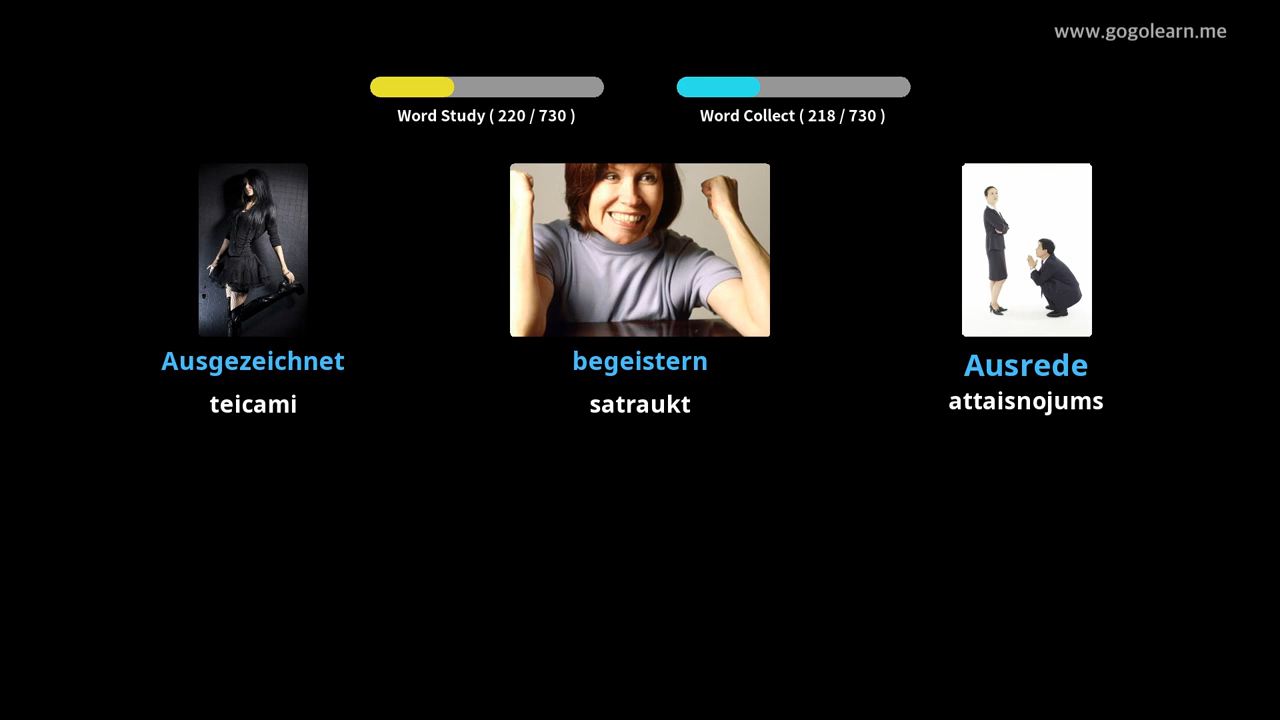 www.gogolearn.me
Word Study ( 220 / 730 )
Word Collect ( 218 / 730 )
Ausgezeichnet
teicami
begeistern
satraukt
Ausrede
attaisnojums